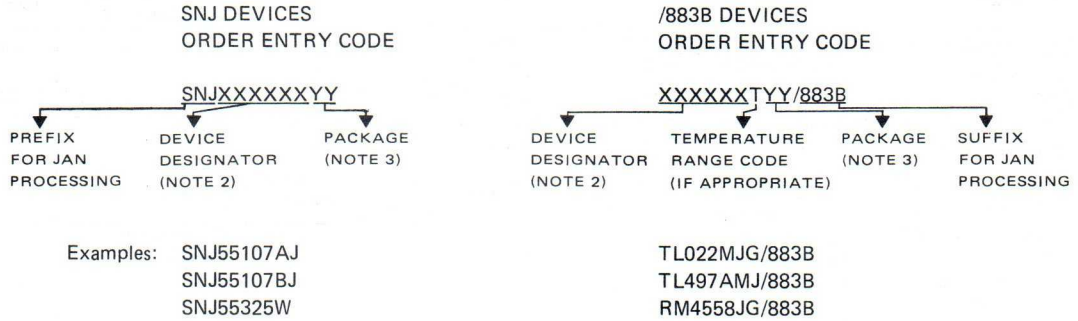 SNJ DEVICES
ORDER ENTRY CODE
SNJXXXXXXYY
PREFIX
FOR JAN
PROCESSING
DEVICE
DESIGNATOR
(NOTE 2)
PACKAGE
(NOTE 3)
/883B DEVICES
ORDER ENTRY CODE
XXXXXXTYY/883B
DEVICE
DESIGNATOR
(NOTE 2)
TEMPERATURE
RANGE CODE
(IF APPROPRIATE)
PACKAGE
(NOTE 3)
SUFFIX
FOR JAN
PROCESSING
Examples: SNJ55107AJ
SNJ55107BJ
SNJ55325W
TL022MJG/883B
TL497AMJ/883B
RM4558JG/883B